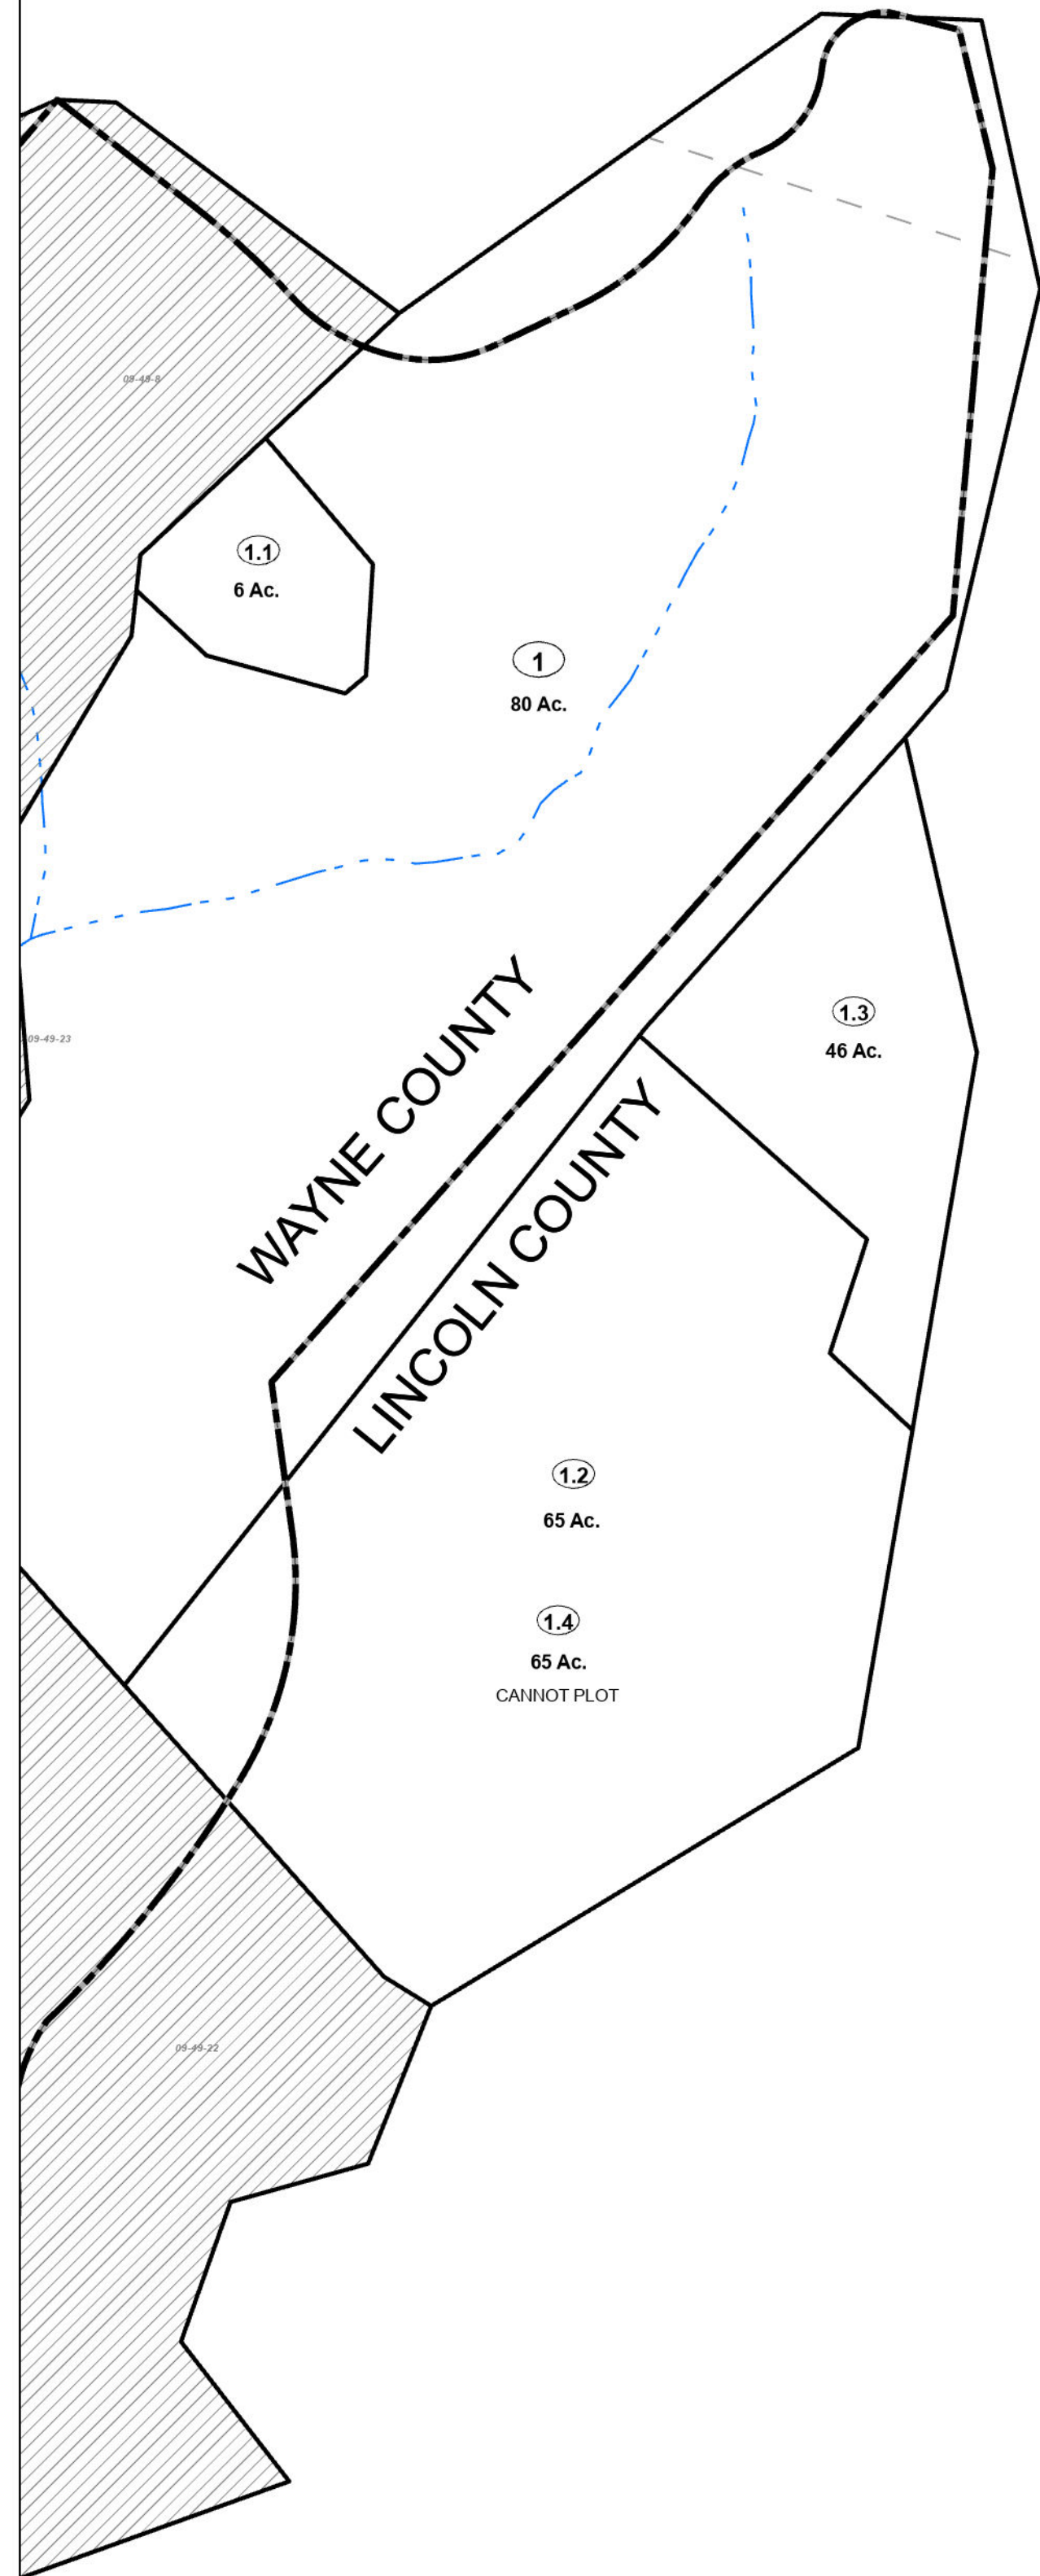 09-49-8
1.1
6 Ac.
1
80 Ac.
1.3
46 Ac.
09-49-23
WAYNE COUNTY
LINCOLN COUNTY
1.2
65 Ac.
1.4
65 Ac.
CANNOT PLOT
09-49-22